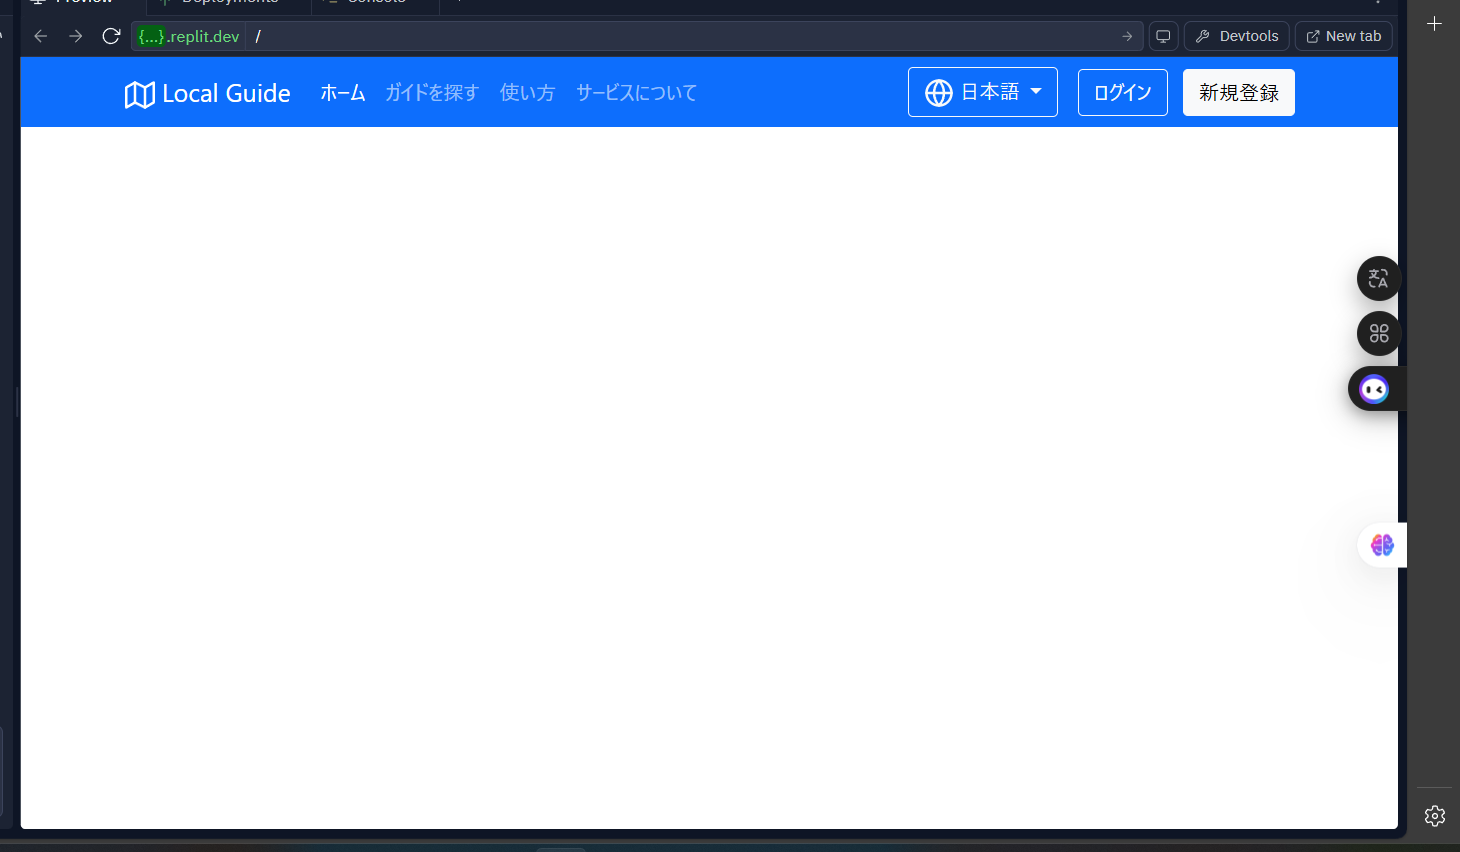 Preview Deployments Console
{...}.replit.dev / Devtools New tab
Local Guide ホーム ガイドを探す 使い方 サービスについて 日本語 ログイン 新規登録